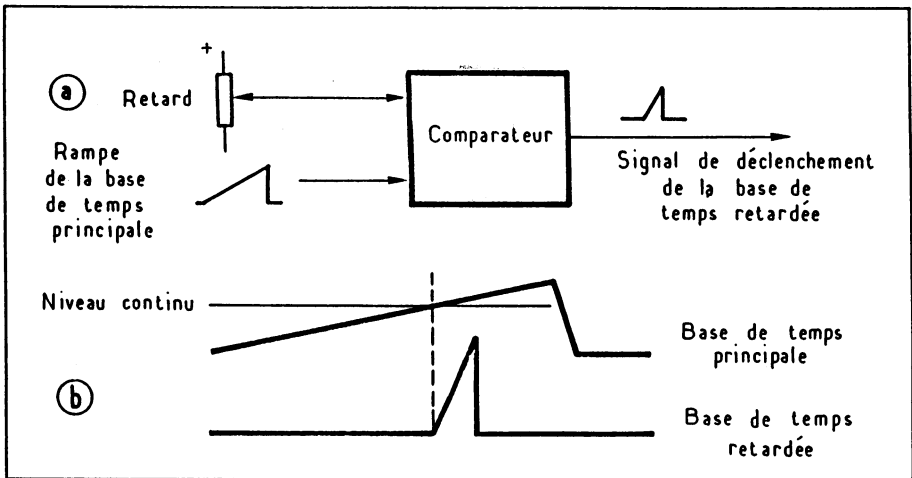 +
a
Retard
Comparateur
Rampe
de la base
de temps
principale
Signal de déclenchement
de la base de
temps retardée
Niveau continu
Base de temps
principale
b
Base de temps
retardée